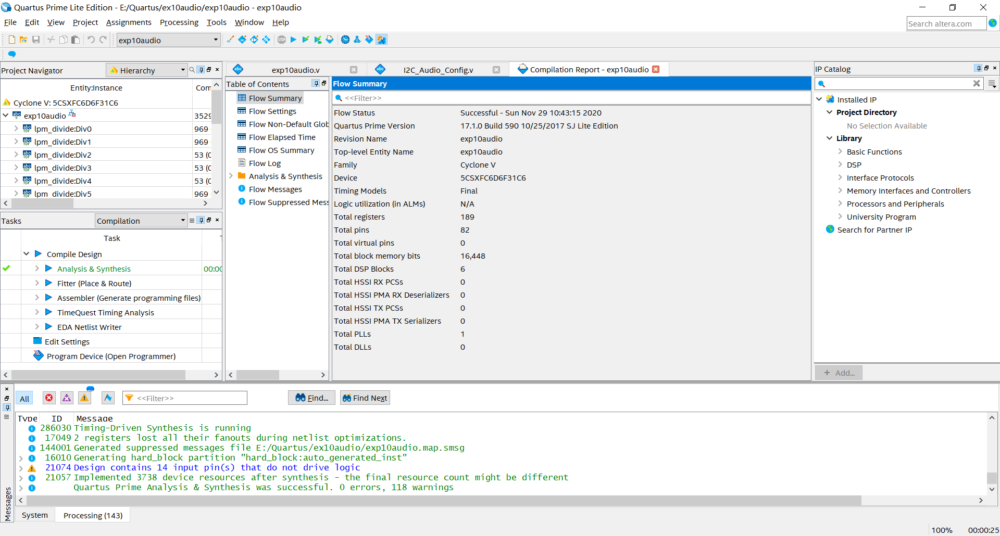 Quartus Prime Lite Edition - E:/Quartus/ex10audio/exp10audio - exp10audio
File Edit View Project Assignments Processing Tools Window Help
Search altera.com
exp10audio
Project Navigator
Hierarchy
Entity:Instance Com
Cyclone V: 5CSXFC6D6F31C6
exp10audio 3529
lpm_divide:Div0 969
lpm_divide:Div1 969
lpm_divide:Div2 53 (0
lpm_divide:Div3 53 (0
lpm_divide:Div4 53 (0
lpm_divide:Div5 969
Tasks
Compilation
Task
Compile Design
Analysis & Synthesis 00:00
Fitter (Place & Route)
Assembler (Generate programming files)
TimeQuest Timing Analysis
EDA Netlist Writer
Edit Settings
Program Device (Open Programmer)
exp10audio.v
I2C_Audio_Config.v
Compilation Report - exp10audio
Table of Contents
Flow Summary
Flow Settings
Flow Non-Default Glob
Flow Elapsed Time
Flow OS Summary
Flow Log
Analysis & Synthesis
Flow Messages
Flow Suppressed Mess
Flow Summary
<<Filter>>
Flow Status Successful - Sun Nov 29 10:43:15 2020
Quartus Prime Version 17.1.0 Build 590 10/25/2017 SJ Lite Edition
Revision Name exp10audio
Top-level Entity Name exp10audio
Family Cyclone V
Device 5CSXFC6D6F31C6
Timing Models Final
Logic utilization (in ALMs) N/A
Total registers 189
Total pins 82
Total virtual pins 0
Total block memory bits 16,448
Total DSP Blocks 6
Total HSSI RX PCSs 0
Total HSSI PMA RX Deserializers 0
Total HSSI TX PCSs 0
Total HSSI PMA TX Serializers 0
Total PLLs 1
Total DLLs 0
IP Catalog
Installed IP
Project Directory
No Selection Available
Library
Basic Functions
DSP
Interface Protocols
Memory Interfaces and Controllers
Processors and Peripherals
University Program
Search for Partner IP
+ Add...
All
<<Filter>>
Find...
Find Next
Type ID Message
286030 Timing-Driven Synthesis is running
17049 2 registers lost all their fanouts during netlist optimizations.
144001 Generated suppressed messages file E:/Quartus/ex10audio/exp10audio.map.smsg
16010 Generating hard_block partition "hard_block:auto_generated_inst"
21074 Design contains 14 input pin(s) that do not drive logic
21057 Implemented 3738 device resources after synthesis - the final resource count might be different
Quartus Prime Analysis & Synthesis was successful. 0 errors, 118 warnings
Messages
System
Processing (143)
100% 00:00:25